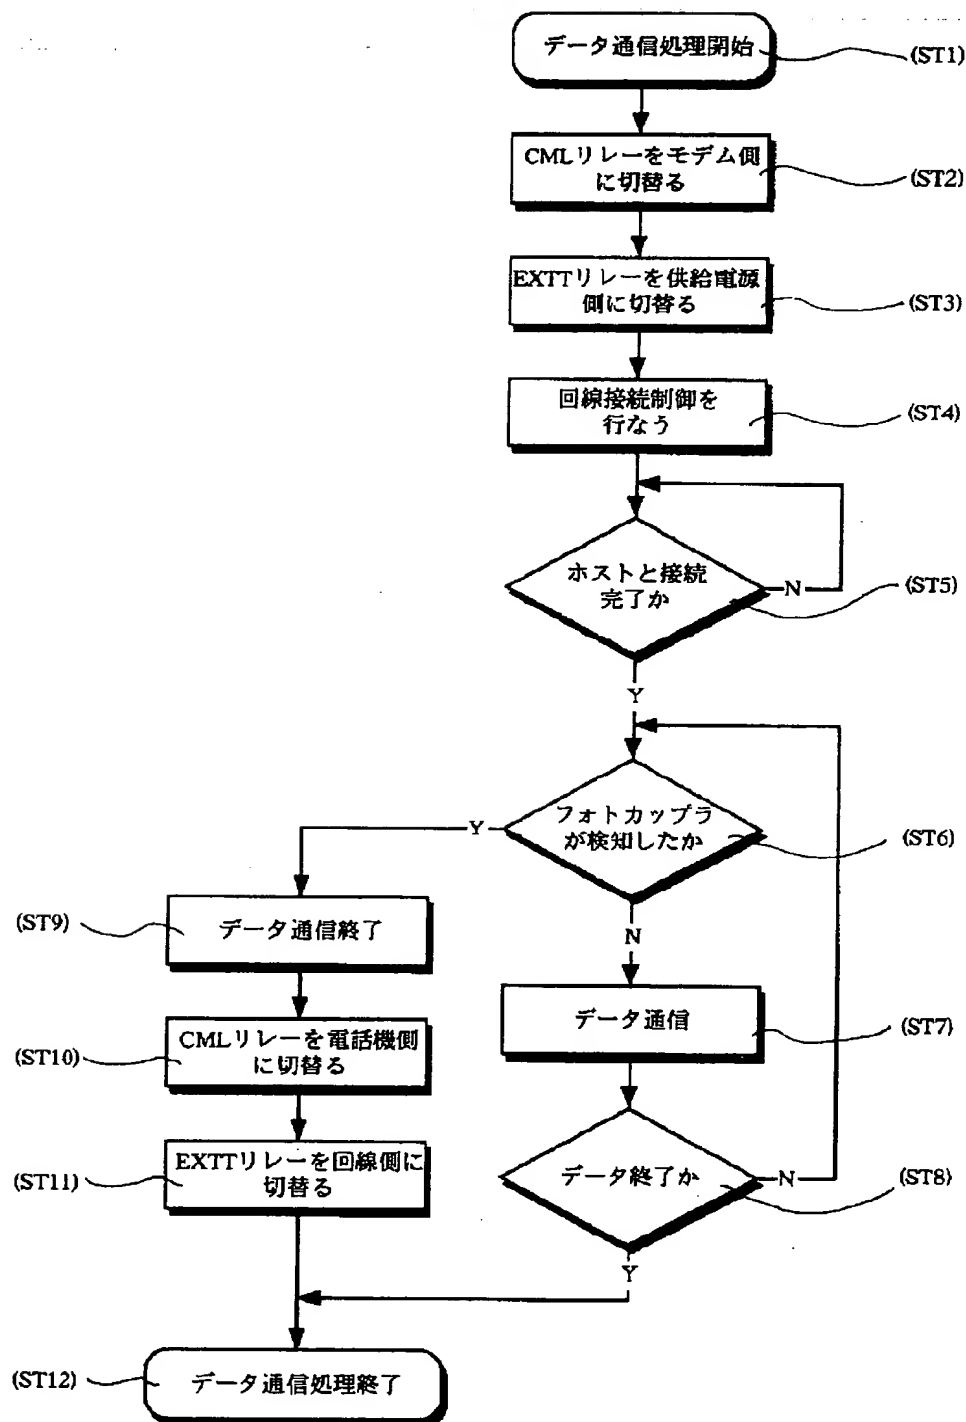 データ通信処理開始
(ST1)
CMLリレーをモデム側
に切替る
(ST2)
EXTTリレーを供給電源
側に切替る
(ST3)
回線接続制御を
行なう
(ST4)
ホストと接続
完了か
N
(ST5)
Y
フォトカップラ
が検知したか
Y
(ST6)
N
(ST9)
データ通信終了
データ通信
(ST7)
(ST10)
CMLリレーを電話機側
に切替る
(ST11)
EXTTリレーを回線側に
切替る
データ終了か
N
(ST8)
Y
(ST12)
データ通信処理終了